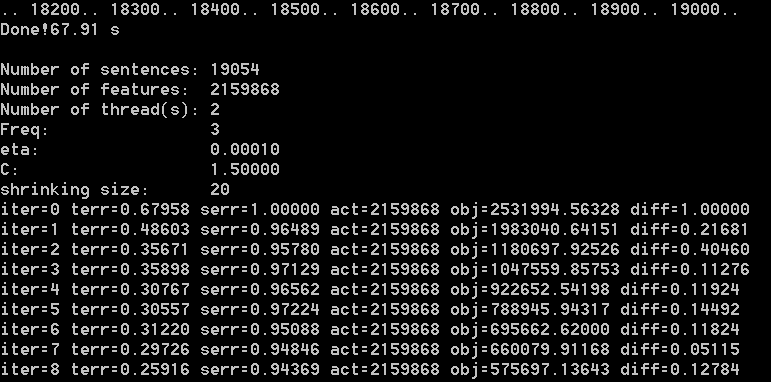 .. 18200.. 18300.. 18400.. 18500.. 18600.. 18700.. 18800.. 18900.. 19000..
Done!67.91 s
Number of sentences: 19054
Number of features: 2159868
Number of thread(s): 2
Freq: 3
eta: 0.00010
C: 1.50000
shrinking size: 20
iter=0 terr=0.67958 serr=1.00000 act=2159868 obj=2531994.56328 diff=1.00000
iter=1 terr=0.48603 serr=0.96489 act=2159868 obj=1983040.64151 diff=0.21681
iter=2 terr=0.35671 serr=0.95780 act=2159868 obj=1180697.92526 diff=0.40460
iter=3 terr=0.35898 serr=0.97129 act=2159868 obj=1047559.85753 diff=0.11276
iter=4 terr=0.30767 serr=0.96562 act=2159868 obj=922652.54198 diff=0.11924
iter=5 terr=0.30557 serr=0.97224 act=2159868 obj=788945.94317 diff=0.14492
iter=6 terr=0.31220 serr=0.95088 act=2159868 obj=695662.62000 diff=0.11824
iter=7 terr=0.29726 serr=0.94846 act=2159868 obj=660079.91168 diff=0.05115
iter=8 terr=0.25916 serr=0.94369 act=2159868 obj=575697.13643 diff=0.12784